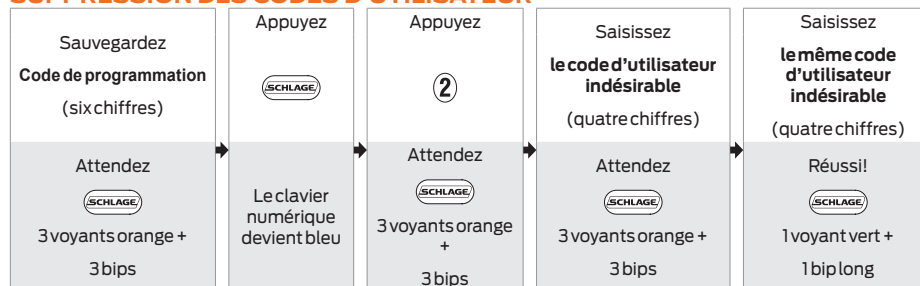 SUPPRESSION DES CODES D'UTILISATEUR
Sauvegardez
Code de programmation
(six chiffres)
Attendez
SCHLAGE
3 voyants orange +
3 bips
Appuyez
SCHLAGE
Le clavier
numérique
devient bleu
Appuyez
2
Attendez
SCHLAGE
3 voyants orange
+
3 bips
Saisissez
le code d'utilisateur
indésirable
(quatre chiffres)
Attendez
SCHLAGE
3 voyants orange +
3 bips
Saisissez
le même code
d'utilisateur
indésirable
(quatre chiffres)
Réussi!
SCHLAGE
1 voyant vert +
1 bip long